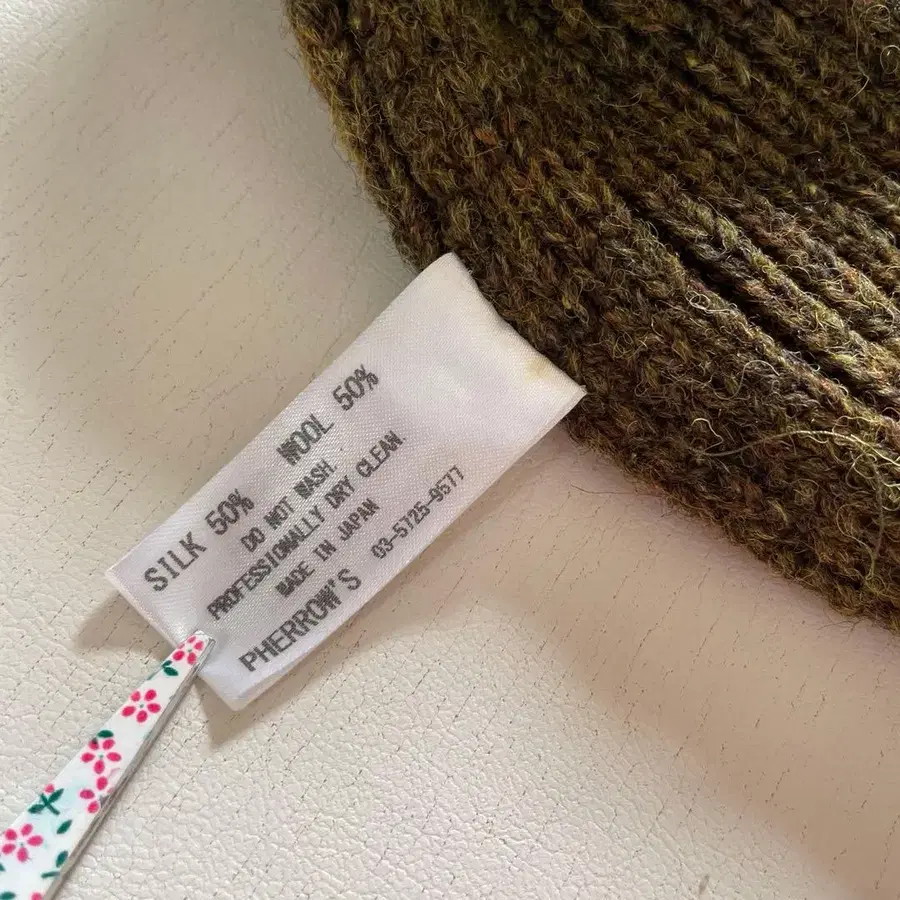 SILK 50% WOOL 50%
DO NOT WASH
PROFESSIONALLY DRY CLEAN
MADE IN JAPAN
PHERROW'S 03-5725-9577